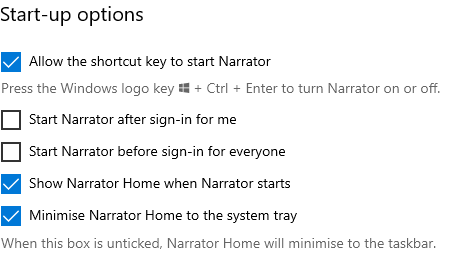 Start-up options
Allow the shortcut key to start Narrator
Press the Windows logo key + Ctrl + Enter to turn Narrator on or off.
Start Narrator after sign-in for me
Start Narrator before sign-in for everyone
Show Narrator Home when Narrator starts
Minimise Narrator Home to the system tray
When this box is unticked, Narrator Home will minimise to the taskbar.